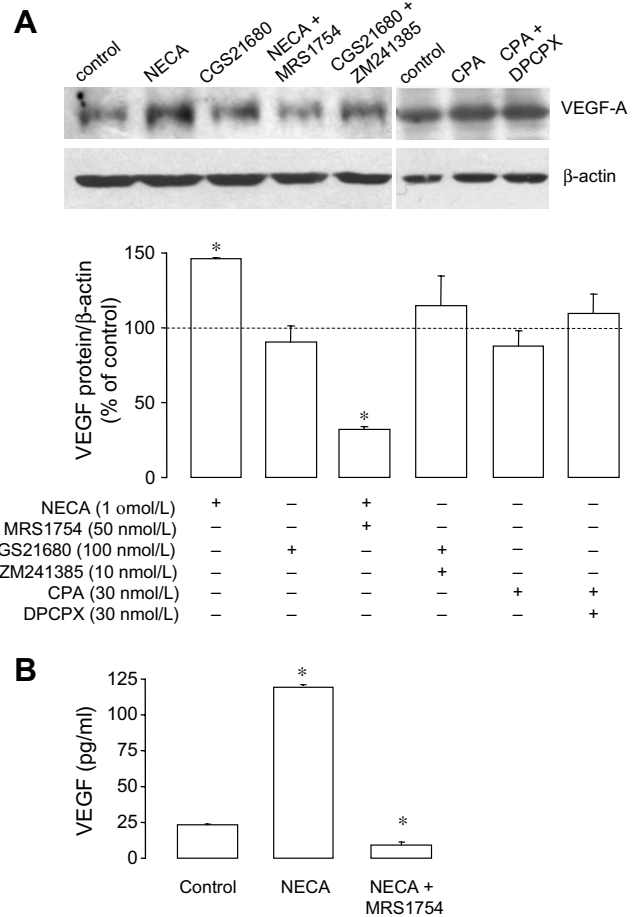 A
control
NECA
CGS21680
NECA +
MRS1754
CGS21680 +
ZM241385
control
CPA
CPA +
DPCPX
VEGF-A
β-actin
VEGF protein/β-actin
(% of control)
150
100
50
0
*
*
NECA (1 omol/L) + – + – – –
MRS1754 (50 nmol/L) – – + – – –
GS21680 (100 nmol/L) – + – + – –
ZM241385 (10 nmol/L) – – – + – –
CPA (30 nmol/L) – – – – + +
DPCPX (30 nmol/L) – – – – – +
B
VEGF (pg/ml)
125
100
75
50
25
0
*
*
Control
NECA
NECA +
MRS1754